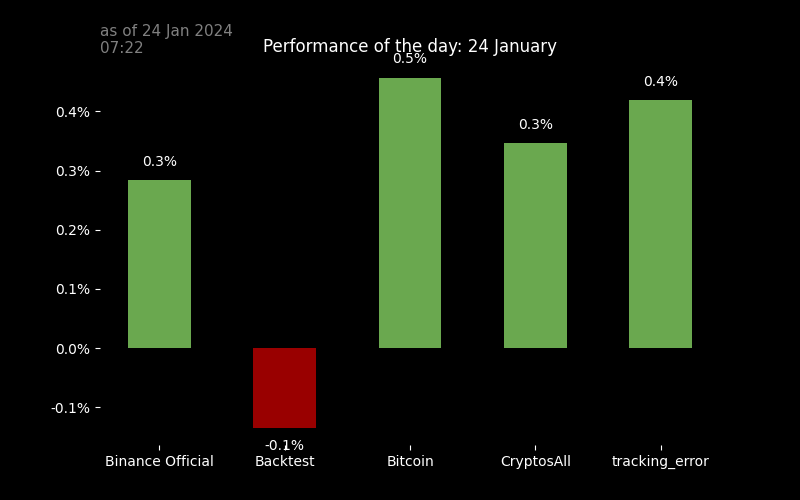 as of 24 Jan 2024
07:22
Performance of the day: 24 January
0.5%
0.4%
0.4%
0.3%
0.3%
0.3%
0.2%
0.1%
0.0%
-0.1%
-0.1%
Binance Official
Backtest
Bitcoin
CryptosAll
tracking_error